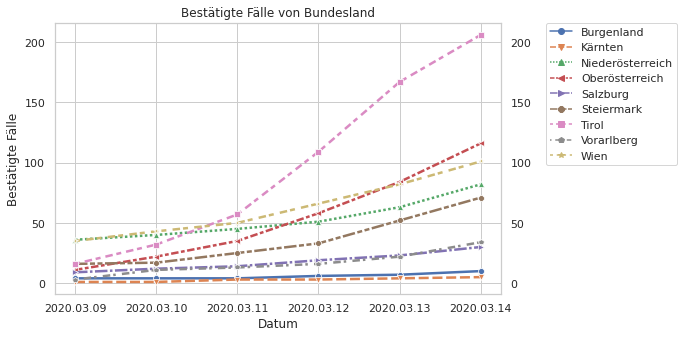 Bestätigte Fälle von Bundesland
Bestätigte Fälle
200
150
100
50
0
200
150
100
50
0
2020.03.09 2020.03.10 2020.03.11 2020.03.12 2020.03.13 2020.03.14
Datum
Burgenland
Kärnten
Niederösterreich
Oberösterreich
Salzburg
Steiermark
Tirol
Vorarlberg
Wien